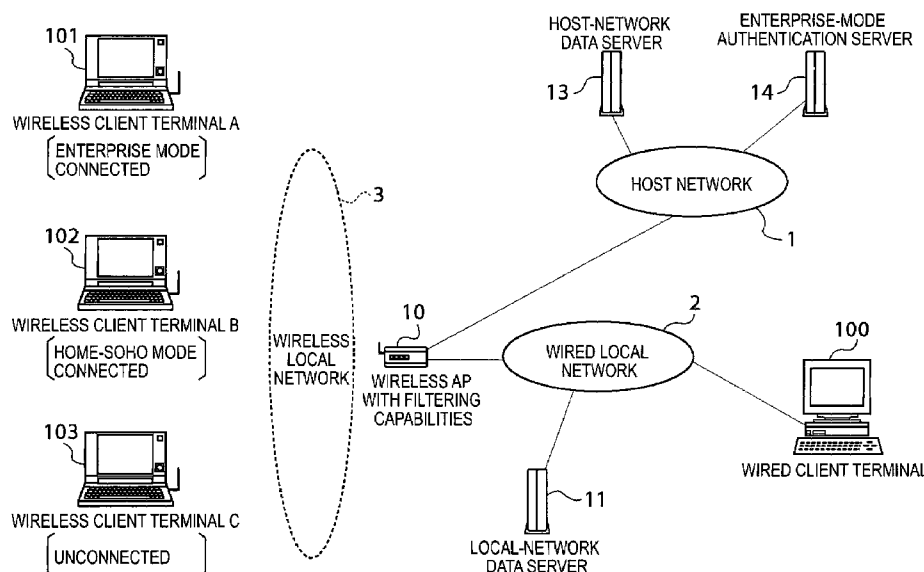 101
WIRELESS CLIENT TERMINAL A
ENTERPRISE MODE
CONNECTED
102
WIRELESS CLIENT TERMINAL B
HOME-SOHO MODE
CONNECTED
103
WIRELESS CLIENT TERMINAL C
UNCONNECTED
3
WIRELESS
LOCAL
NETWORK
10
WIRELESS AP
WITH FILTERING
CAPABILITIES
HOST-NETWORK
DATA SERVER
13
ENTERPRISE-MODE
AUTHENTICATION SERVER
14
HOST NETWORK
1
2
WIRED LOCAL
NETWORK
100
WIRED CLIENT TERMINAL
11
LOCAL-NETWORK
DATA SERVER